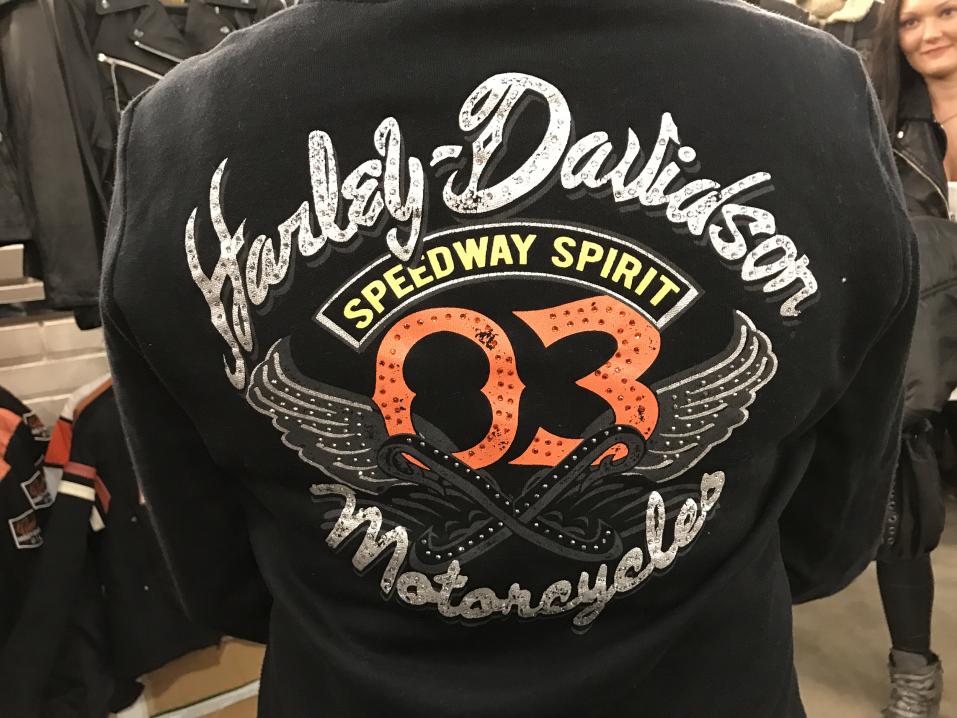 Harley-Davidson
SPEEDWAY SPIRIT
03
Motorcycles